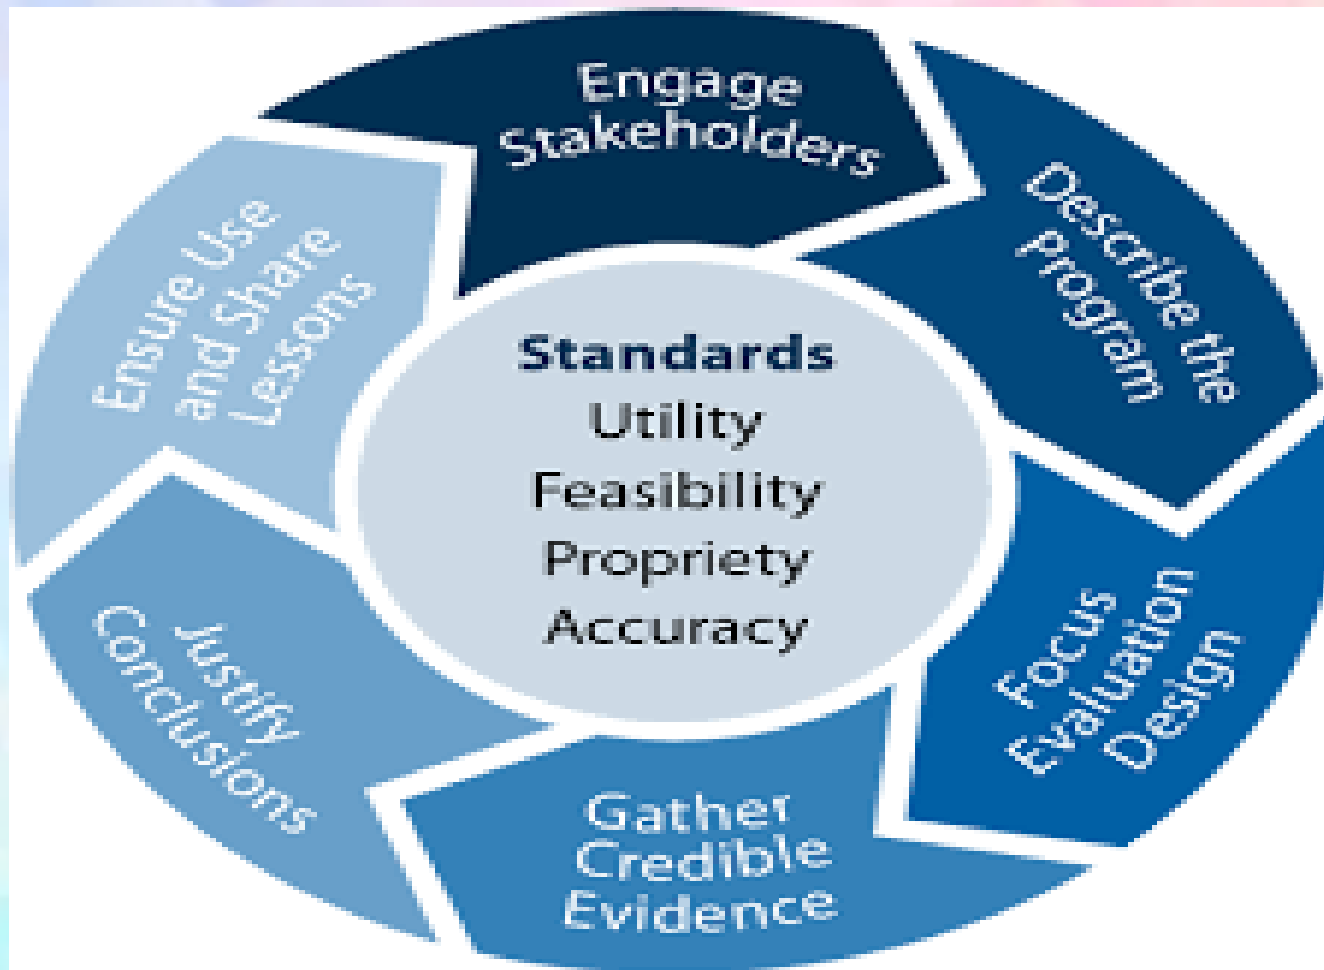 Engage
Stakeholders
Describe the
Program
Focus
Evaluation
Design
Gather
Credible
Evidence
Justify
Conclusions
Ensure Use
and Share
Lessons
Standards
Utility
Feasibility
Propriety
Accuracy